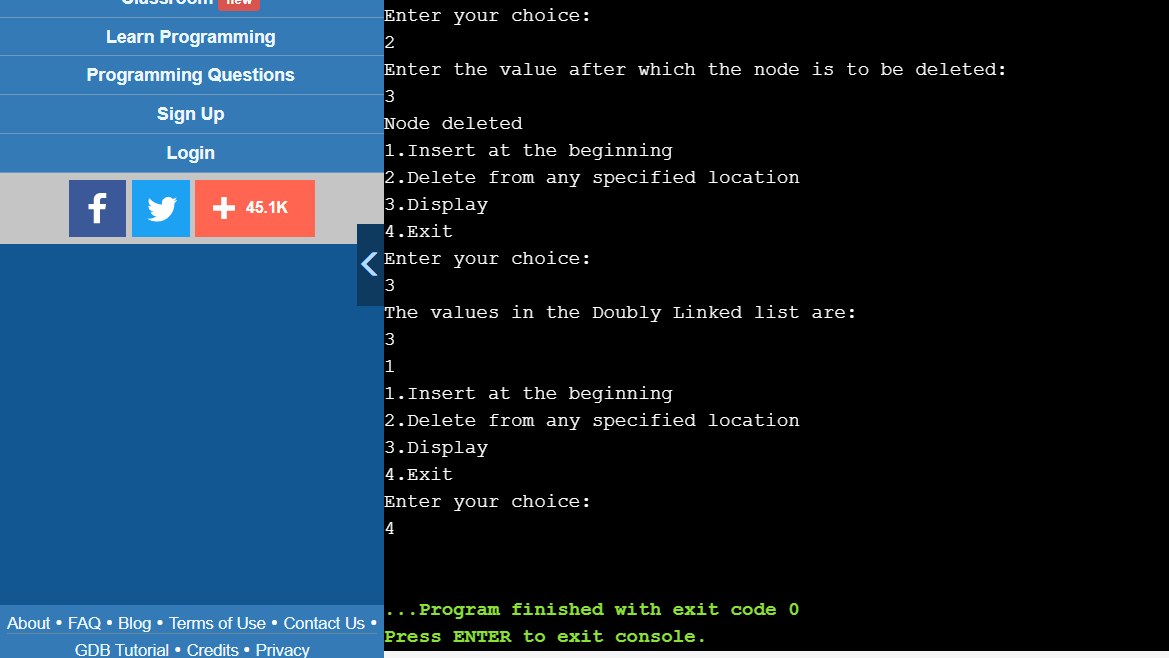 Classroom new
Learn Programming
Programming Questions
Sign Up
Login
45.1K
About • FAQ • Blog • Terms of Use • Contact Us •
GDB Tutorial • Credits • Privacy
Enter your choice:
2
Enter the value after which the node is to be deleted:
3
Node deleted
1.Insert at the beginning
2.Delete from any specified location
3.Display
4.Exit
Enter your choice:
3
The values in the Doubly Linked list are:
3
1
1.Insert at the beginning
2.Delete from any specified location
3.Display
4.Exit
Enter your choice:
4
...Program finished with exit code 0
Press ENTER to exit console.